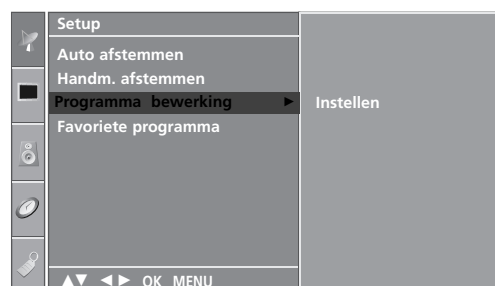 Setup
Auto afstemmen
Handm. afstemmen
Programma bewerking ► Instellen
Favoriete programma
▲▼ ◄► OK MENU